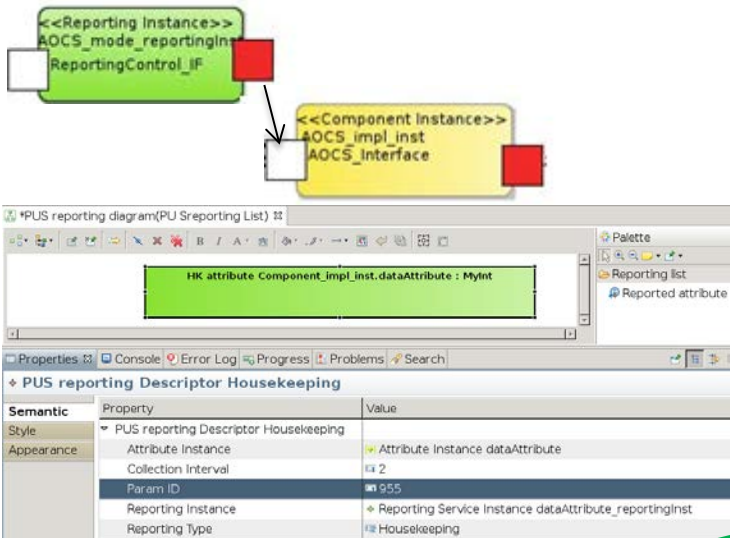 <<Reporting Instance>>
AOCS_mode_reportingIns
ReportingControl_IF
<<Component Instance>>
AOCS_impl_inst
AOCS_Interface
*PUS reporting diagram(PU Sreporting List)
B I A
Palette
HK attribute Component_impl_inst.dataAttribute : MyInt
Reporting list
Reported attribute
Properties Console Error Log Progress Problems Search
PUS reporting Descriptor Housekeeping
Semantic Property Value
Style PUS reporting Descriptor Housekeeping
Appearance Attribute Instance Attribute Instance dataAttribute
Collection Interval 2
Param ID 955
Reporting Instance Reporting Service Instance dataAttribute_reportingInst
Reporting Type Housekeeping